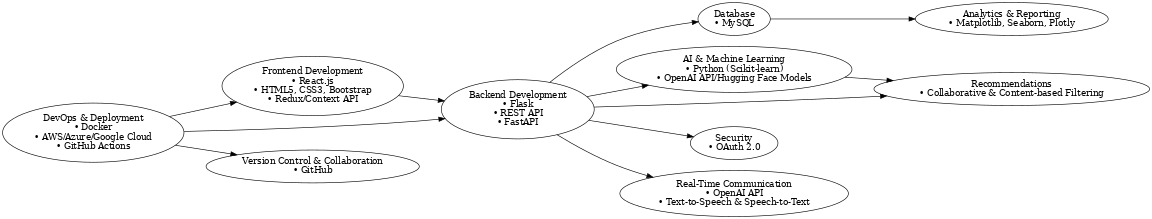 DevOps & Deployment
• Docker
• AWS/Azure/Google Cloud
• GitHub Actions
Frontend Development
• React.js
• HTML5, CSS3, Bootstrap
• Redux/Context API
Version Control & Collaboration
• GitHub
Backend Development
• Flask
• REST API
• FastAPI
Database
• MySQL
AI & Machine Learning
• Python (Scikit-learn)
• OpenAI API/Hugging Face Models
Security
• OAuth 2.0
Real-Time Communication
• OpenAI API
• Text-to-Speech & Speech-to-Text
Analytics & Reporting
• Matplotlib, Seaborn, Plotly
Recommendations
• Collaborative & Content-based Filtering